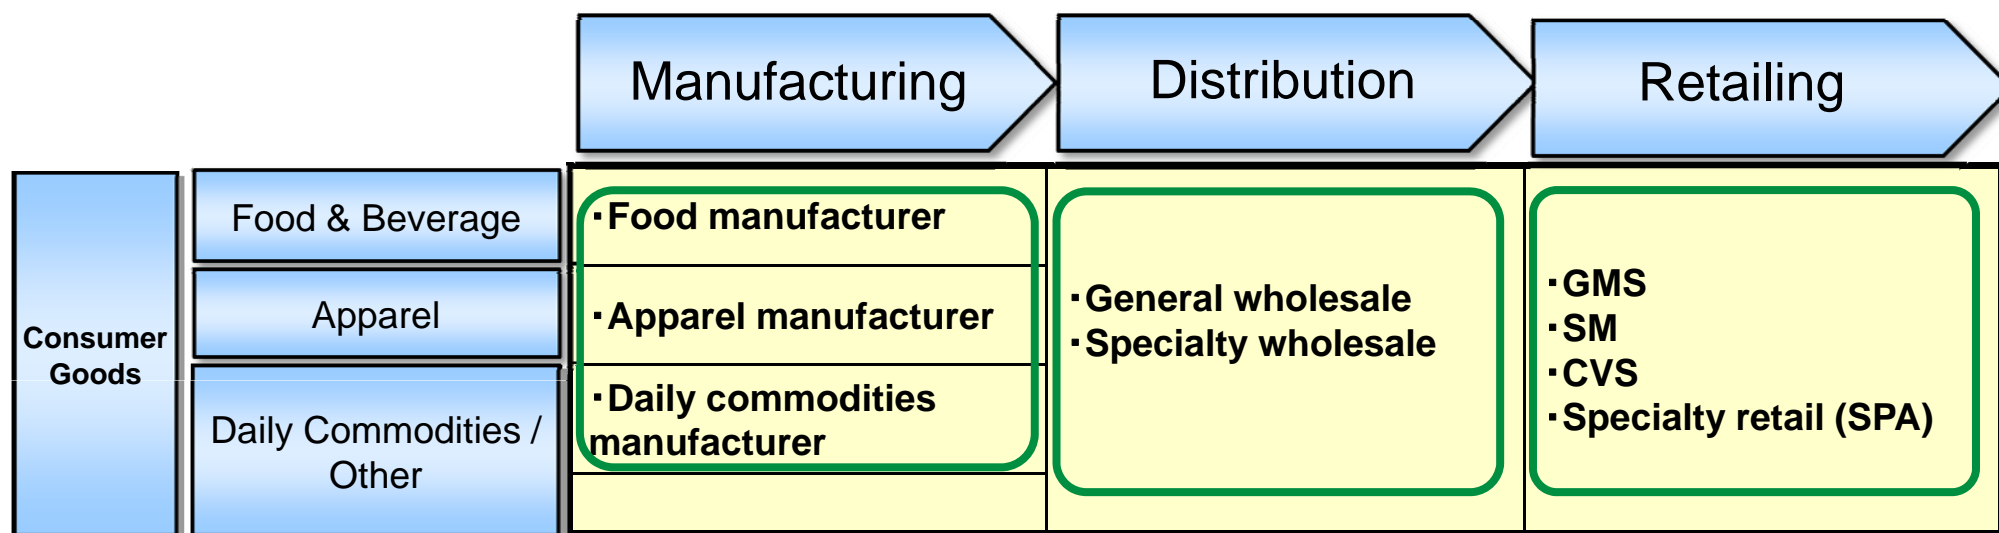 Manufacturing
Distribution
Retailing
Consumer
Goods
Food & Beverage
Apparel
Daily Commodities /
Other
・Food manufacturer
・Apparel manufacturer
・Daily commodities
manufacturer
・General wholesale
・Specialty wholesale
・GMS
・SM
・CVS
・Specialty retail (SPA)